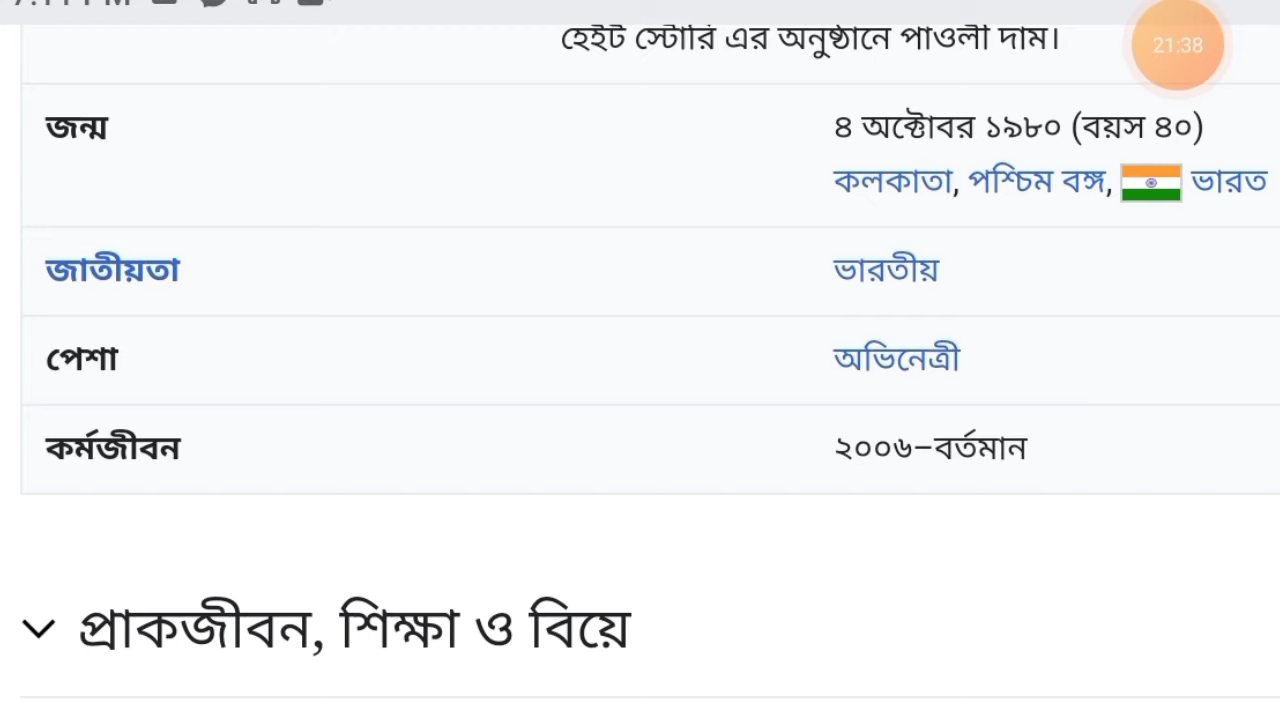 হেইট স্টোরি এর অনুষ্ঠানে পাওলী দাম।
21:38
জন্ম ৪ অক্টোবর ১৯৮০ (বয়স ৪০)
কলকাতা, পশ্চিম বঙ্গ, ভারত
জাতীয়তা ভারতীয়
পেশা অভিনেত্রী
কর্মজীবন ২০০৬–বর্তমান
প্রাকজীবন, শিক্ষা ও বিয়ে